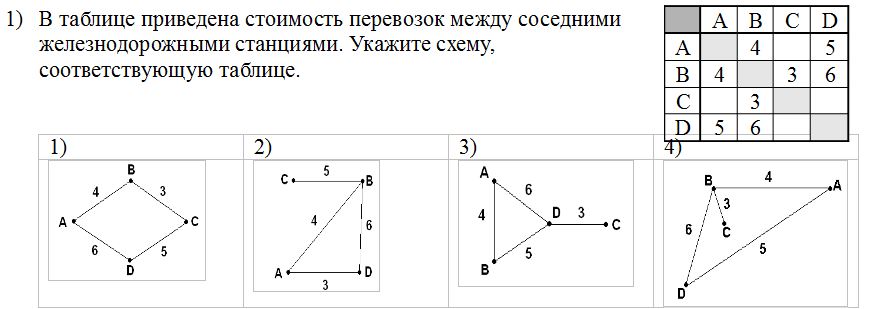 1) В таблице приведена стоимость перевозок между соседними
железнодорожными станциями. Укажите схему,
соответствующую таблице.
A B C D
A 4 5
B 4 3 6
C 3
D 5 6
1) 2) 3) 4)
B
4 3
A C
6 5
D
5
C B
4 6
A D
3
A
6
4 D 3 C
5
B
4
B A
3
6 C
5
D